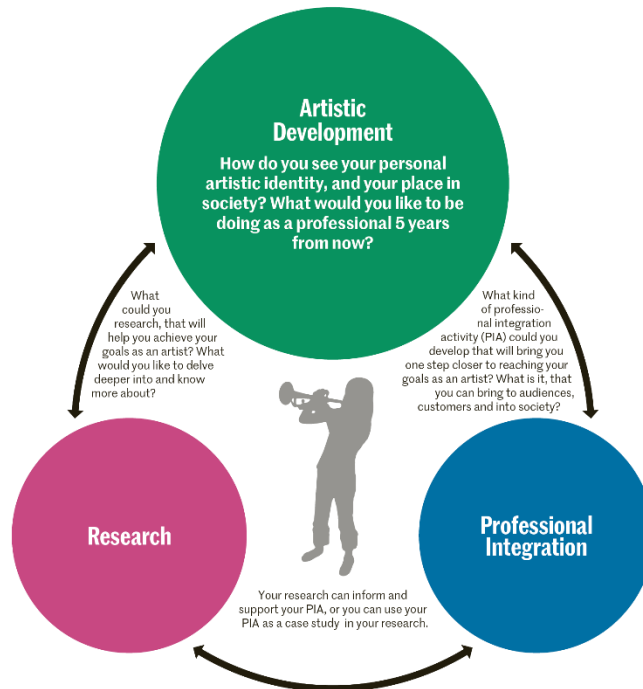 Artistic
Development
How do you see your personal
artistic identity, and your place in
society? What would you like to be
doing as a professional 5 years
from now?
What
could you
research, that will
help you achieve your
goals as an artist? What
would you like to delve
deeper into and know
more about?
What kind
of professio-
nal integration
activity (PIA) could you
develop that will bring you
one step closer to reaching your
goals as an artist? What is it, that
you can bring to audiences,
customers and into society?
Research
Professional
Integration
Your research can inform and
support your PIA, or you can use your
PIA as a case study in your research.